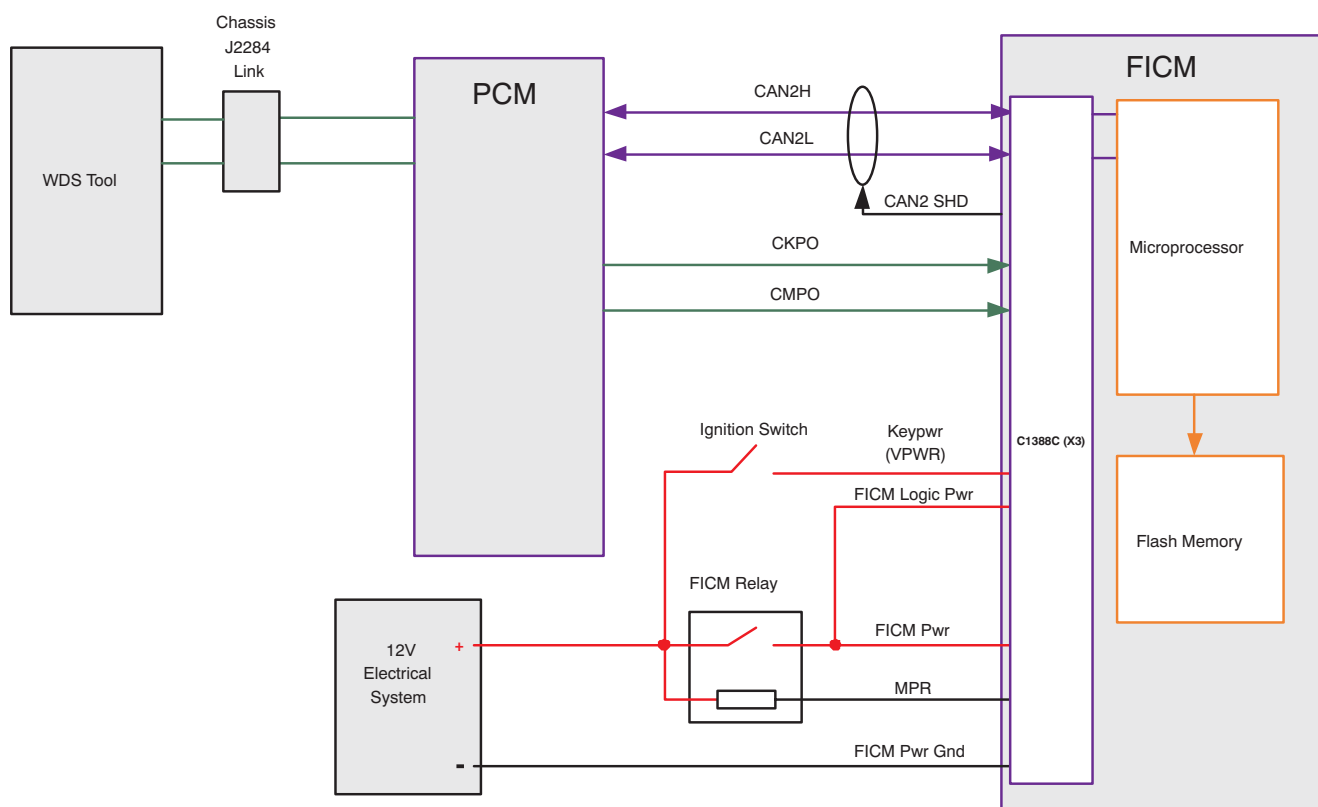 Chassis
J2284
Link
WDS Tool
PCM
FICM
CAN2H
CAN2L
CAN2 SHD
CKPO
CMPO
Microprocessor
Ignition Switch
Keypwr
(VPWR)
C1388C (X3)
FICM Logic Pwr
Flash Memory
FICM Relay
12V
Electrical
System
+
-
FICM Pwr
MPR
FICM Pwr Gnd